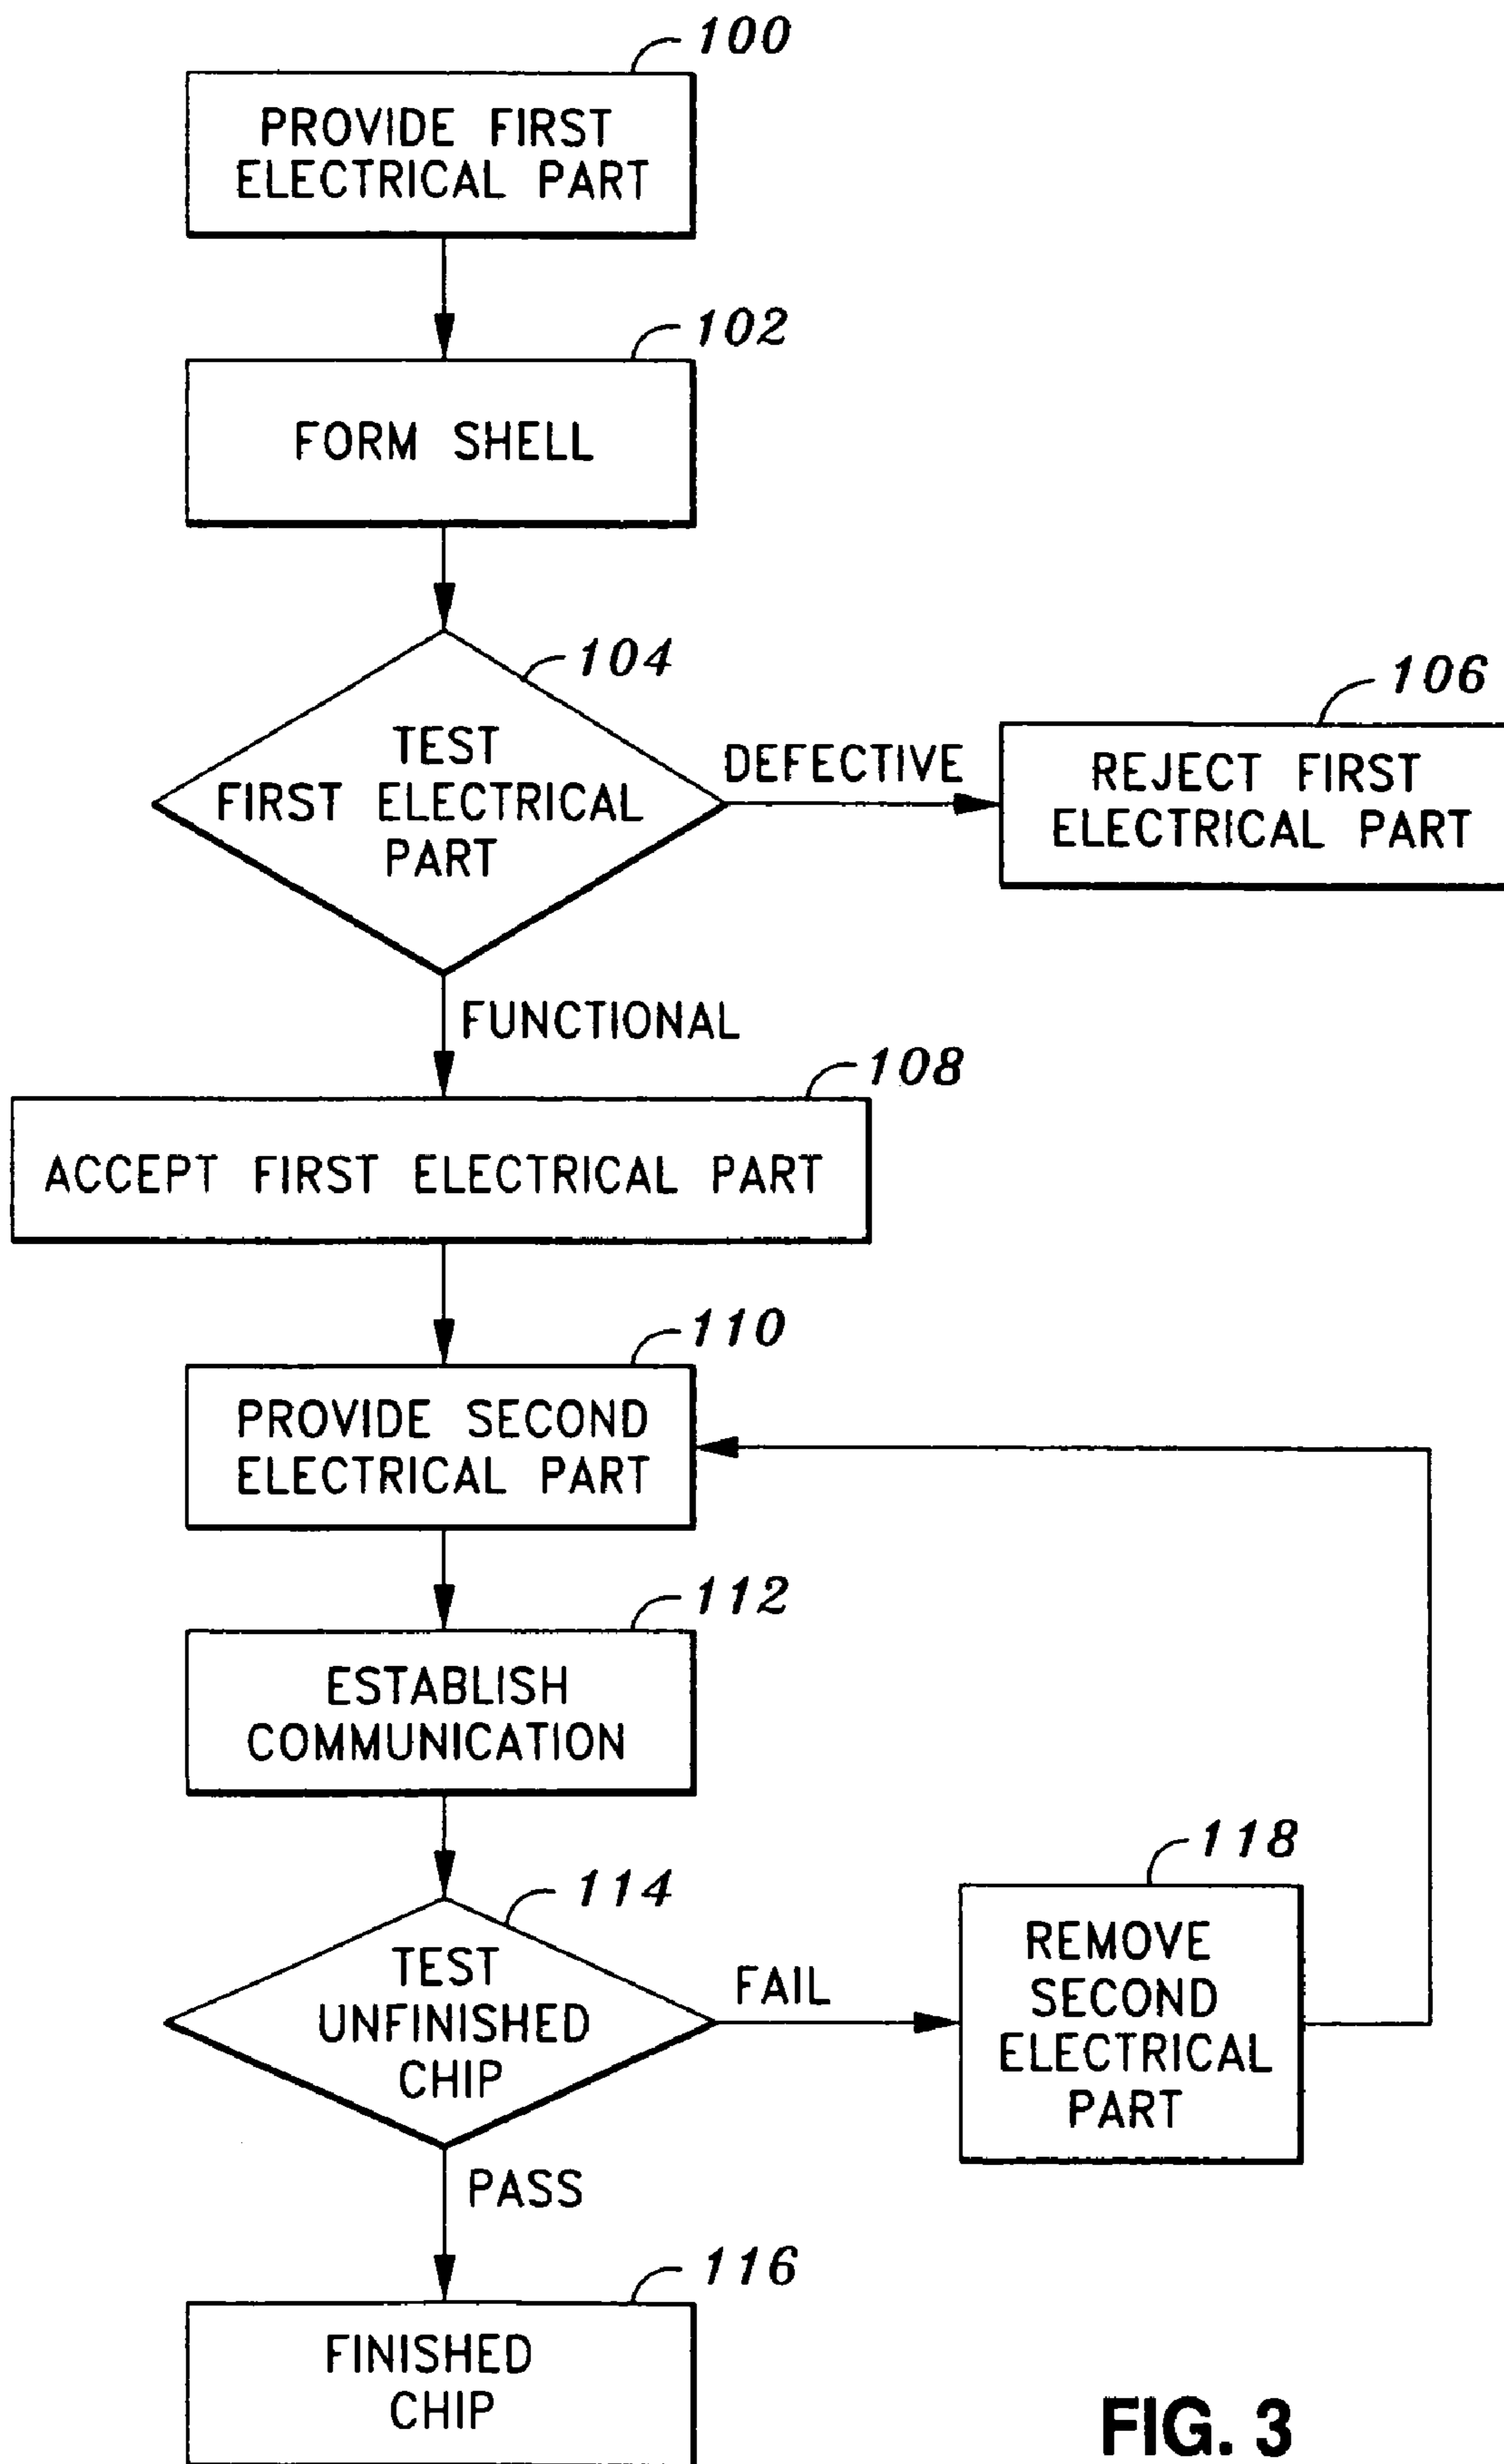 100
PROVIDE FIRST
ELECTRICAL PART
102
FORM SHELL
104
TEST
FIRST ELECTRICAL
PART
DEFECTIVE
106
REJECT FIRST
ELECTRICAL PART
FUNCTIONAL
108
ACCEPT FIRST ELECTRICAL PART
110
PROVIDE SECOND
ELECTRICAL PART
112
ESTABLISH
COMMUNICATION
114
TEST
UNFINISHED
CHIP
FAIL
118
REMOVE
SECOND
ELECTRICAL
PART
PASS
116
FINISHED
CHIP
FIG. 3